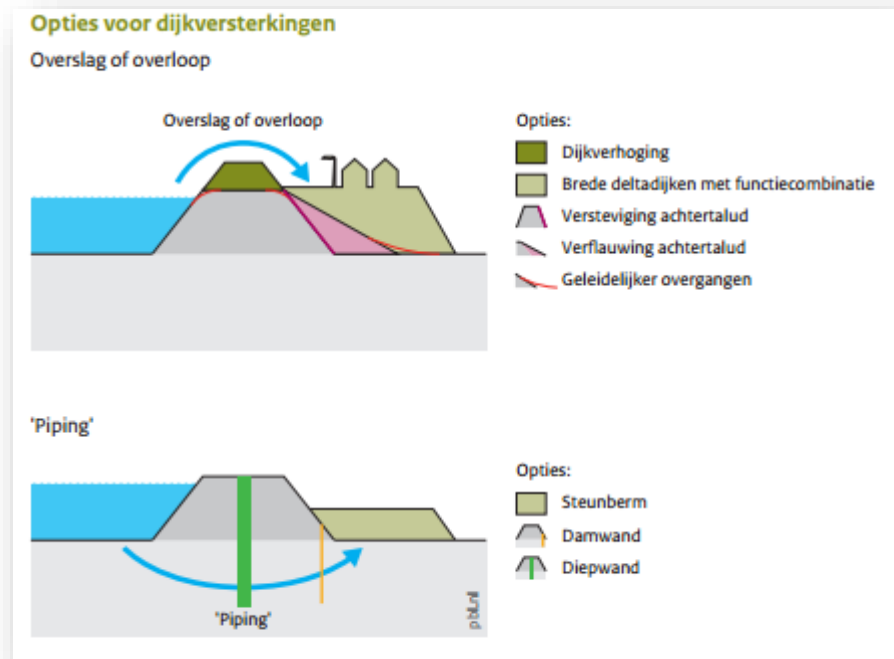 Opties voor dijkversterkingen
Overslag of overloop
Overslag of overloop
Opties:
Dijkverhoging
Brede deltadijken met functiecombinatie
Versteviging achtertalud
Verflauwing achtertalud
Geleidelijker overgangen
'Piping'
Opties:
Steunberm
Damwand
Diepwand
'Piping'
pbl.nl